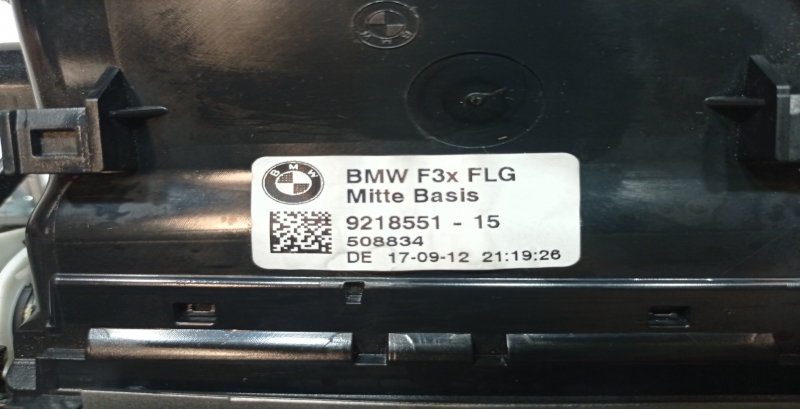 BMW
BMW F3x FLG
Mitte Basis
9218551 - 15
508834
DE 17-09-12 21:19:26